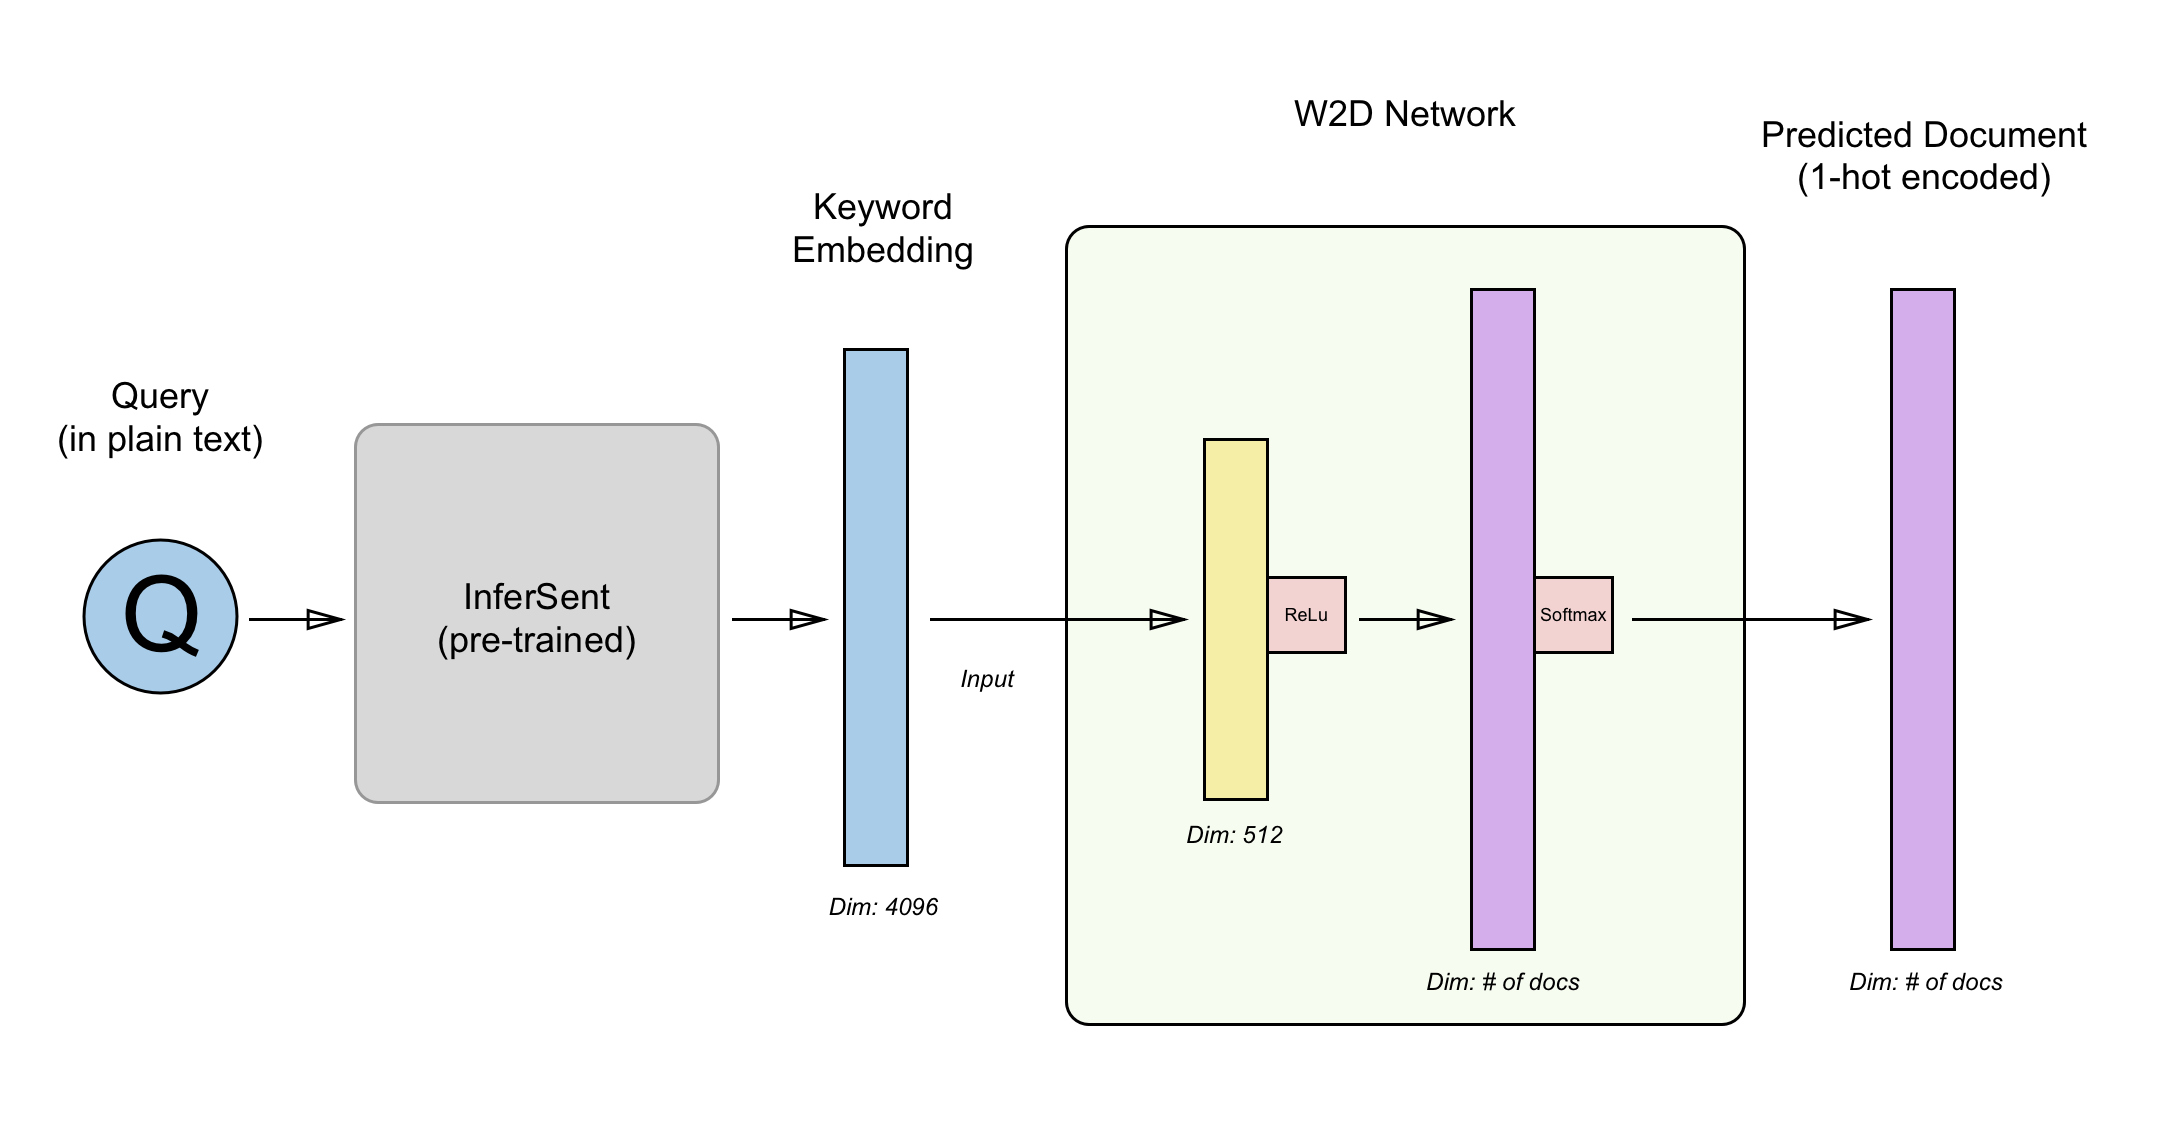 Query
(in plain text)
Q
InferSent
(pre-trained)
Keyword
Embedding
Dim: 4096
Input
W2D Network
ReLu
Dim: 512
Softmax
Dim: # of docs
Predicted Document
(1-hot encoded)
Dim: # of docs